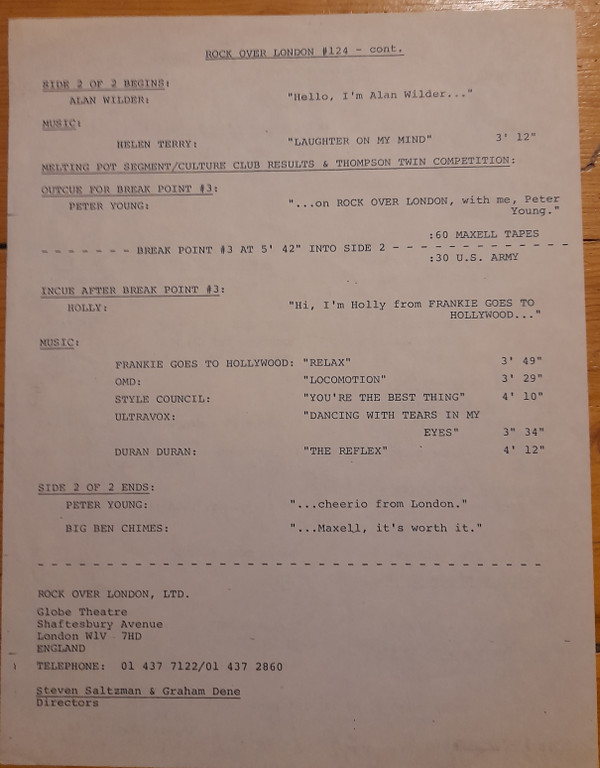 ROCK OVER LONDON #124 - cont.
SIDE 2 OF 2 BEGINS:
ALAN WILDER: "Hello, I'm Alan Wilder..."
MUSIC:
HELEN TERRY: "LAUGHTER ON MY MIND" 3' 12"
MELTING POT SEGMENT/CULTURE CLUB RESULTS & THOMPSON TWIN COMPETITION:
OUTCUE FOR BREAK POINT #3:
PETER YOUNG: "...on ROCK OVER LONDON, with me, Peter
Young."
:60 MAXELL TAPES
- - - - - - - BREAK POINT #3 AT 5' 42" INTO SIDE 2 - - - - - - - - - - - - -
:30 U.S. ARMY
INCUE AFTER BREAK POINT #3:
HOLLY: "Hi, I'm Holly from FRANKIE GOES TO
HOLLYWOOD..."
MUSIC:
FRANKIE GOES TO HOLLYWOOD: "RELAX" 3' 49"
OMD: "LOCOMOTION" 3' 29"
STYLE COUNCIL: "YOU'RE THE BEST THING" 4' 10"
ULTRAVOX: "DANCING WITH TEARS IN MY
EYES" 3" 34"
DURAN DURAN: "THE REFLEX" 4' 12"
SIDE 2 OF 2 ENDS:
PETER YOUNG: "...cheerio from London."
BIG BEN CHIMES: "...Maxell, it's worth it."
- - - - - - - - - - - - - - - - - - - - - - - - - - - - - - - - - -
ROCK OVER LONDON, LTD.
Globe Theatre
Shaftesbury Avenue
London W1V 7HD
ENGLAND
TELEPHONE: 01 437 7122/01 437 2860
Steven Saltzman & Graham Dene
Directors